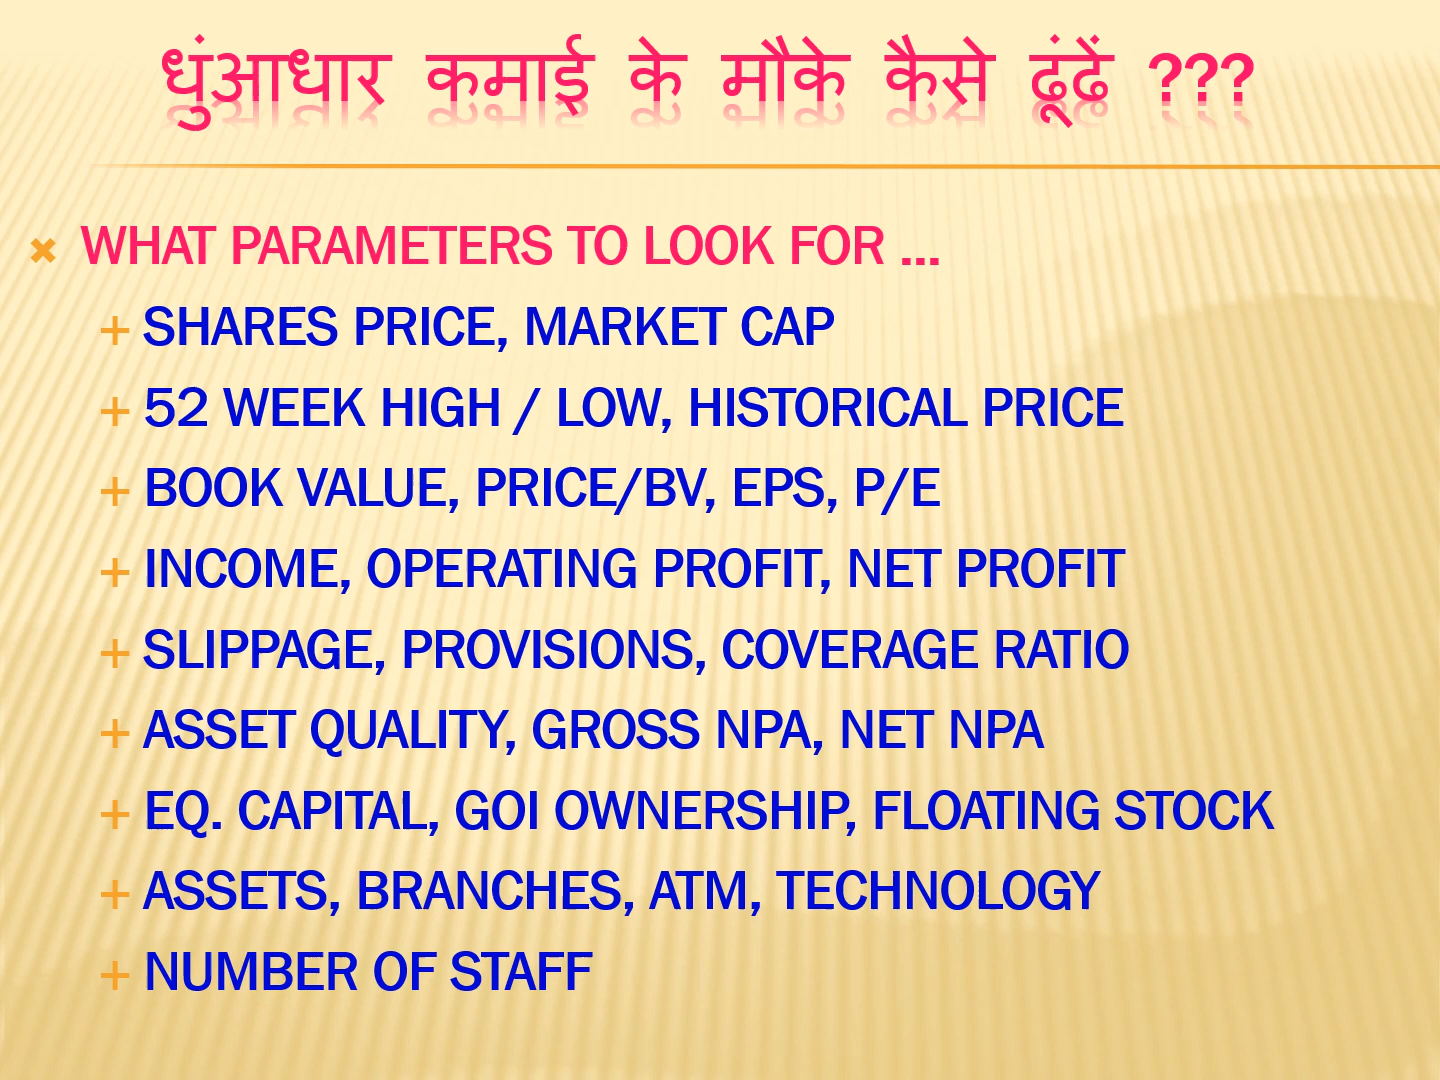 धुंआधार कमाई के मौके कैसे ढूंढें ???
WHAT PARAMETERS TO LOOK FOR ...
SHARES PRICE, MARKET CAP
52 WEEK HIGH / LOW, HISTORICAL PRICE
BOOK VALUE, PRICE/BV, EPS, P/E
INCOME, OPERATING PROFIT, NET PROFIT
SLIPPAGE, PROVISIONS, COVERAGE RATIO
ASSET QUALITY, GROSS NPA, NET NPA
EQ. CAPITAL, GOI OWNERSHIP, FLOATING STOCK
ASSETS, BRANCHES, ATM, TECHNOLOGY
NUMBER OF STAFF